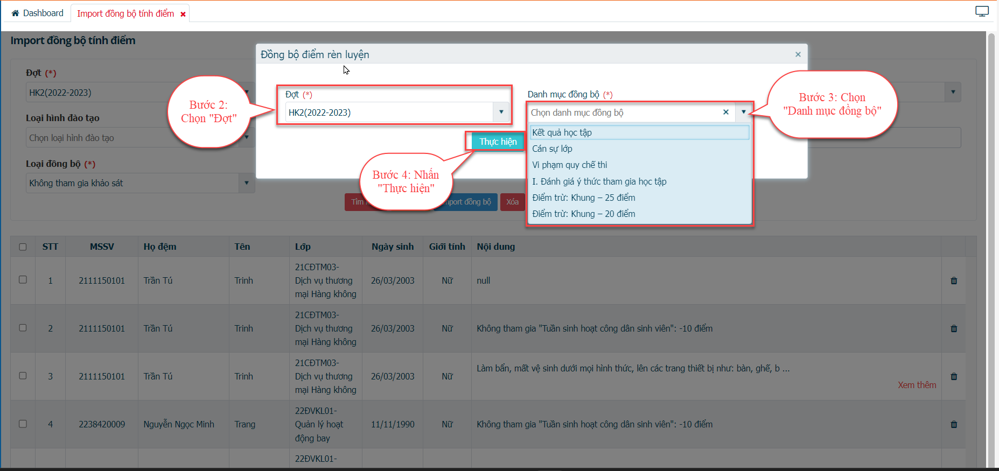 Dashboard
Import đồng bộ tính điểm
Import đồng bộ tính điểm
Đợt (*)
HK2(2022-2023)
Loại hình đào tạo
Chọn loại hình đào tạo
Loại đồng bộ (*)
Không tham gia khảo sát
Đồng bộ điểm rèn luyện
Bước 2:
Chọn "Đợt"
Đợt (*)
HK2(2022-2023)
Danh mục đồng bộ (*)
Chọn danh mục đồng bộ
Bước 3: Chọn
"Danh mục đồng bộ"
Kết quả học tập
Cán sự lớp
Vi phạm quy chế thi
I. Đánh giá ý thức tham gia học tập
Điểm trừ: Khung – 25 điểm
Điểm trừ: Khung – 20 điểm
Thực hiện
Bước 4: Nhấn
"Thực hiện"
Tìm
mport đồng bộ
Xóa
STT MSSV Họ đệm Tên Lớp Ngày sinh Giới tính Nội dung
21CĐTM03-
1 2111150101 Trần Tú Trinh Dịch vụ thương 26/03/2003 Nữ null
mại Hàng không
21CĐTM03-
2 2111150101 Trần Tú Trinh Dịch vụ thương 26/03/2003 Nữ Không tham gia "Tuần sinh hoạt công dân sinh viên": -10 điểm
mại Hàng không
21CĐTM03-
Làm bẩn, mất vệ sinh dưới mọi hình thức, lên các trang thiết bị như: bàn, ghế, b ...
3 2111150101 Trần Tú Trinh Dịch vụ thương 26/03/2003 Nữ
Xem thêm
mại Hàng không
22ĐVKL01-
4 2238420009 Nguyễn Ngọc Minh Trang Quản lý hoạt 11/11/1990 Nữ Không tham gia "Tuần sinh hoạt công dân sinh viên": -10 điểm
động bay
22ĐVKL01-